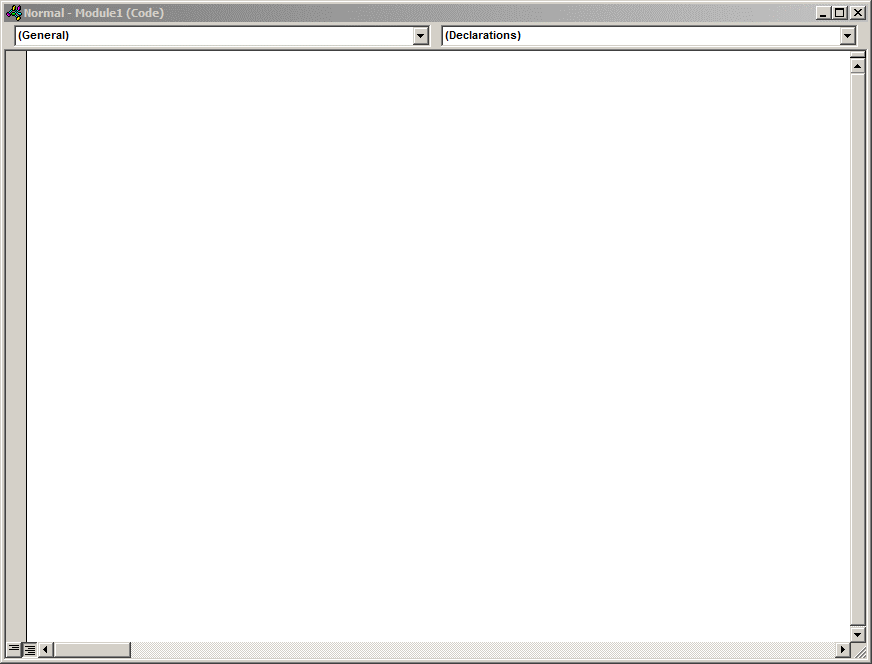 Normal - Module1 (Code)
(General)
(Declarations)